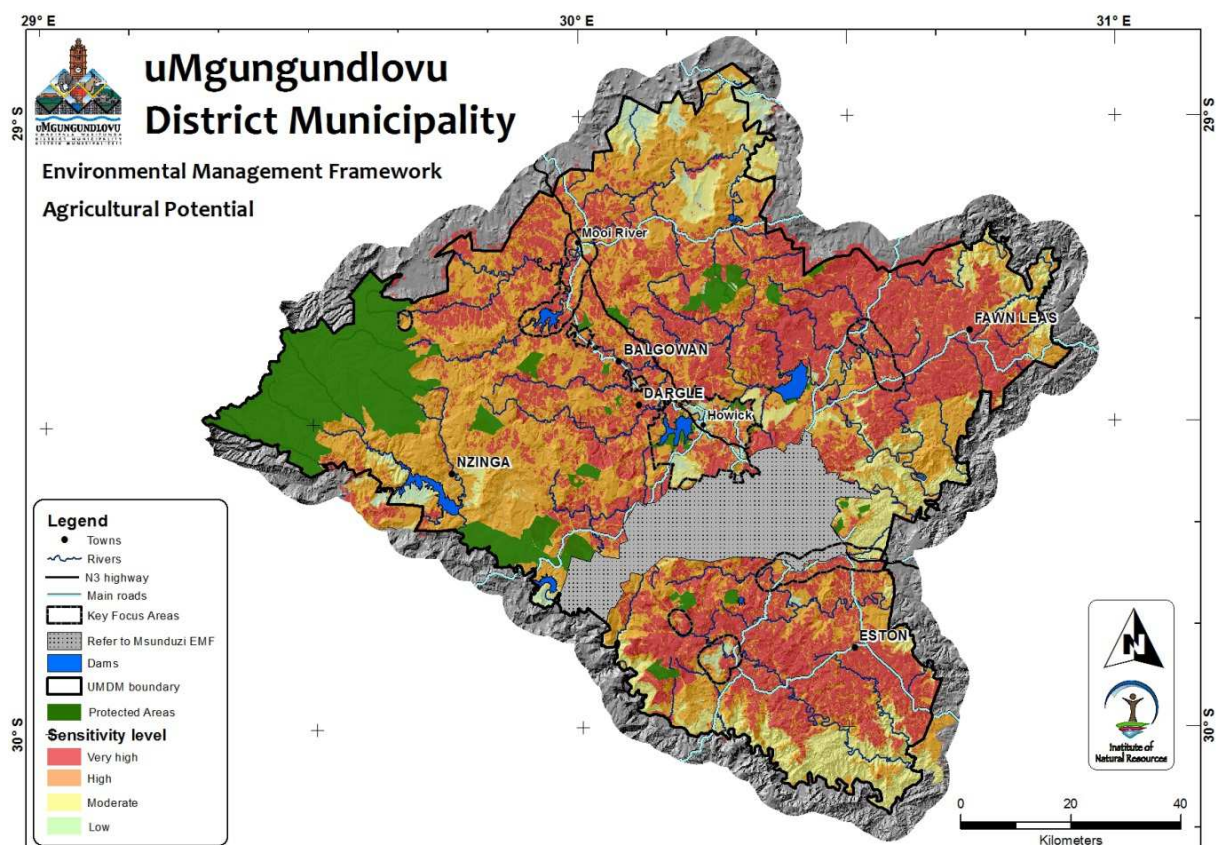 29° E
30° E
31° E
29° S
29° S
30° S
30° S
uMgungundlovu
District Municipality
Environmental Management Framework
Agricultural Potential
uMGUNGUNDLOVU
Mooi River
FAWN LEAS
BALGOWAN
DARGLE
Howick
NZINGA
ESTON
Legend
Towns
Rivers
N3 highway
Main roads
Key Focus Areas
Refer to Msunduzi EMF
Dams
UMDM boundary
Protected Areas
Sensitivity level
Very high
High
Moderate
Low
N
Institute of
Natural Resources
0 20 40
Kilometers